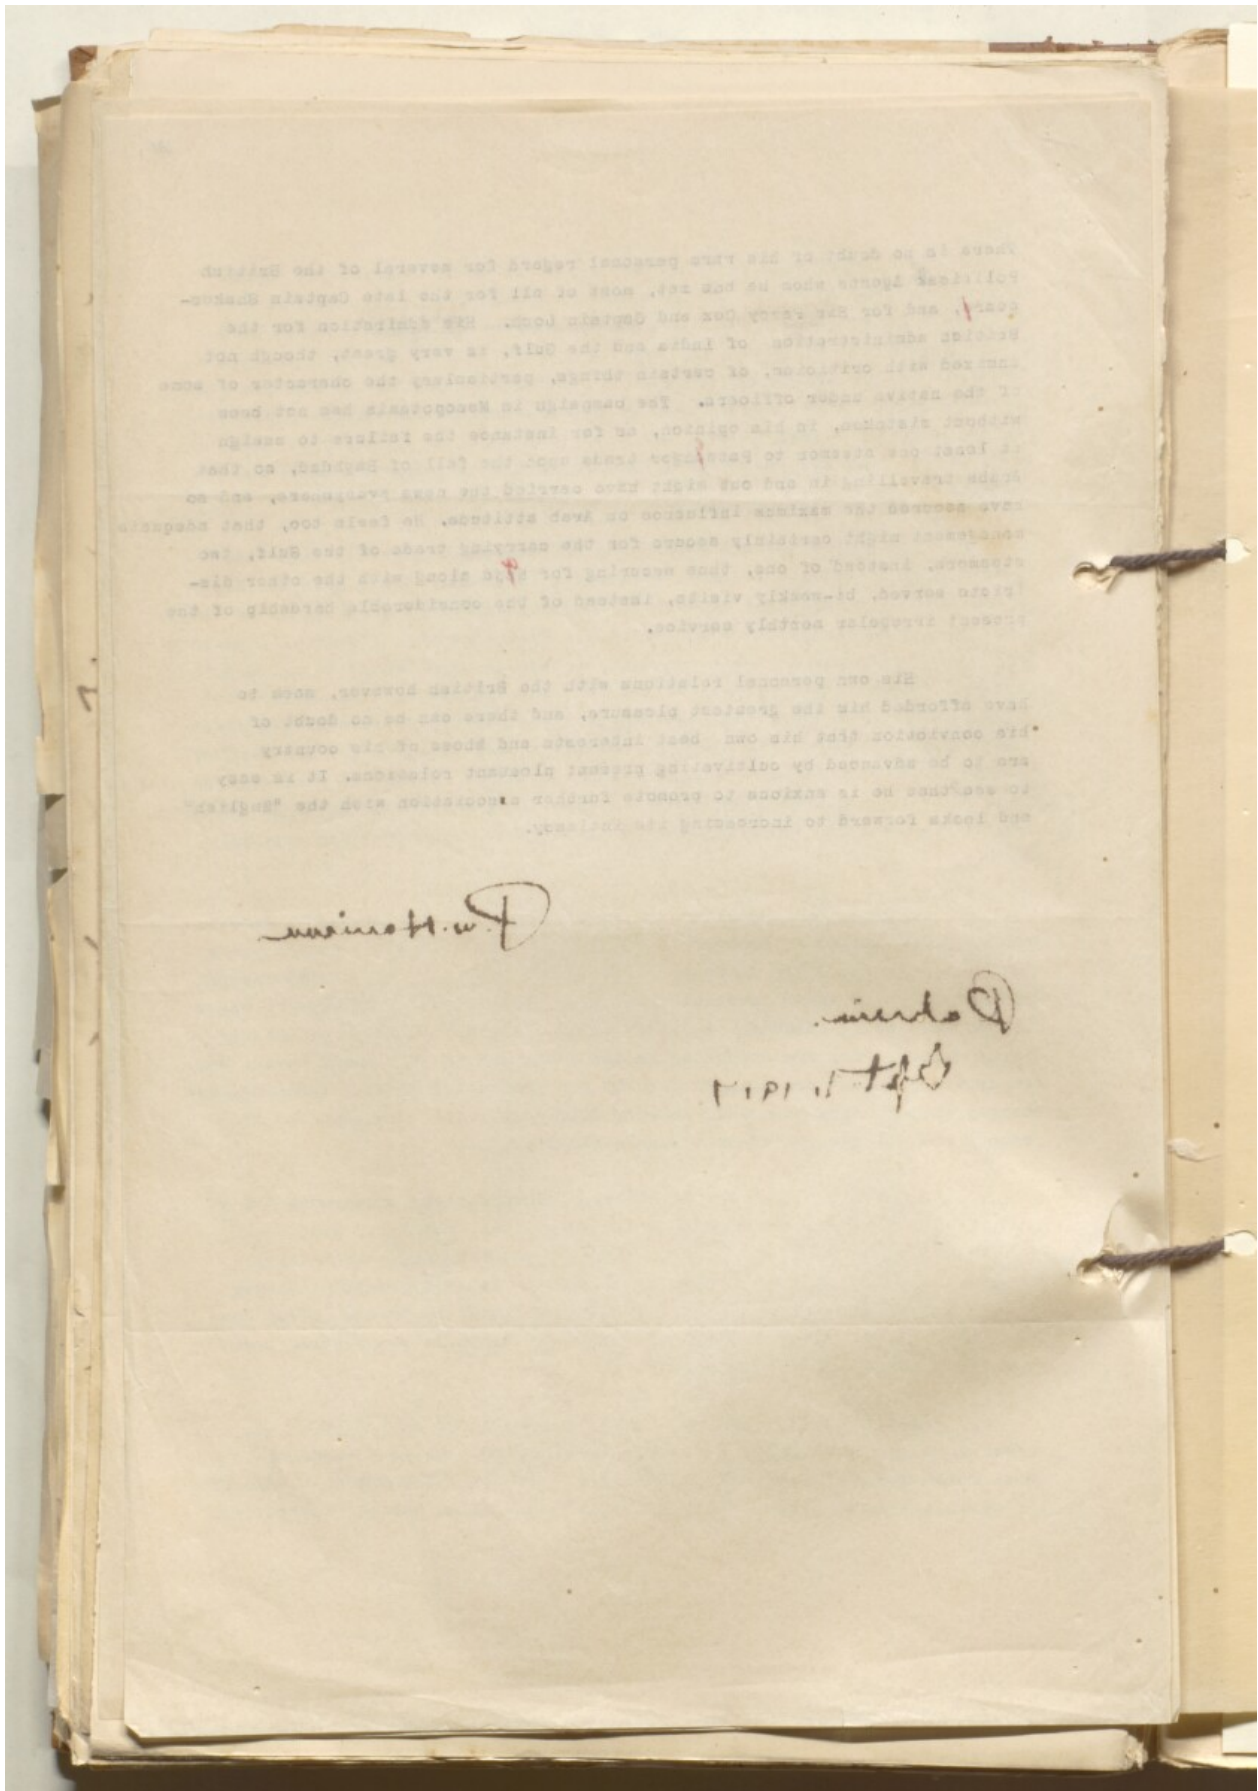 There is no doubt of his rare personal regard for several of the British
Political Agents whom he has met, most of all for the late Captain Shakes-
pear, and for Sir Percy Cox and Captain Loch. His admiration for the
British administration of India and the Gulf, is very great, though not
unmixed with criticism, of certain things, particulary the character of some
of the native under officers. The campaign in Mesopotamia has not been
without mistakes, in his opinion, as for instance the failure to assign
at least one steamer to Passenger trade upon the fall of Baghdad, so that
Arabs travelling in and out might have carried the news everywhere, and so
have secured the maximum influence on Arab attitude. He feels too, that adequate
management might certainly secure for the carrying trade of the Gulf, two
steamers, instead of one, thus securing for along with the other dis-
tricts served, bi-weekly visits, instead of the considerable hardship of the
present irregular monthly service.
His own personal relations with the British however, seem to
have afforded him the greatest pleasure, and there can be no doubt of
his conviction that his own best interests and those of his country
are to be advanced by cultivating present pleasant relations. It is easy
to see that he is anxious to promote further association with the "English"
and looks forward to increasing his intimacy.
P.W. Harrison
Bahrein.
Sept. 1. 1917